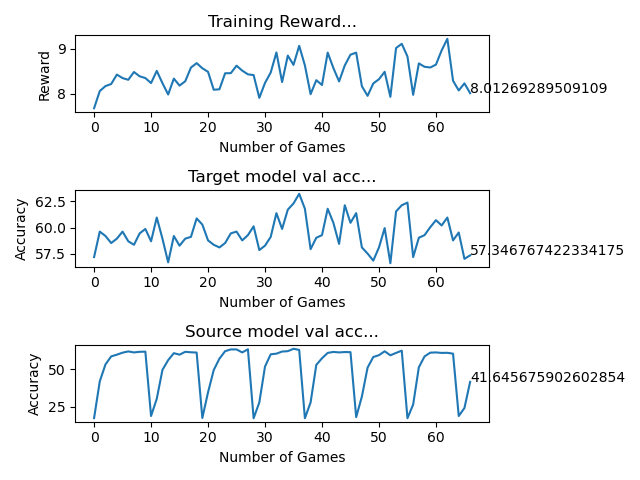 Training Reward...
9
8
Reward
8.01269289509109
0 10 20 30 40 50 60
Number of Games
Target model val acc...
62.5
60.0
57.5
Accuracy
57.346767422334175
0 10 20 30 40 50 60
Number of Games
Source model val acc...
50
25
Accuracy
41.645675902602854
0 10 20 30 40 50 60
Number of Games